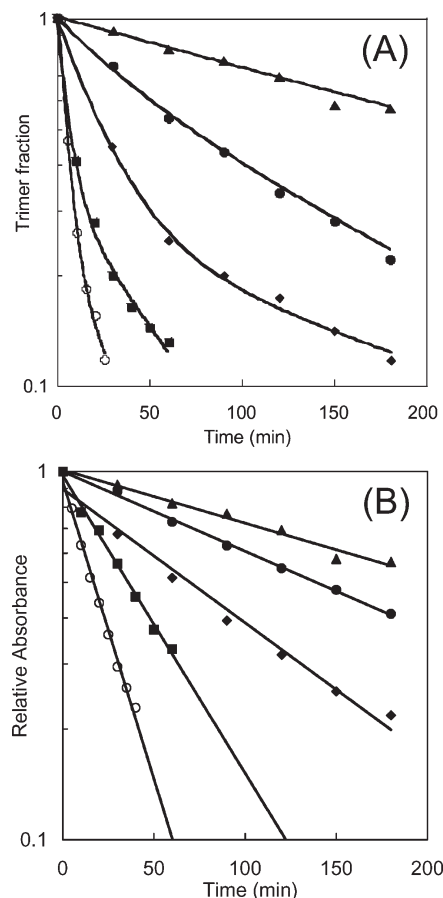 (A)
1
Trimer fraction
0.1
0
50
100
150
200
Time (min)
(B)
1
Relative Absorbance
0.1
0
50
100
150
200
Time (min)